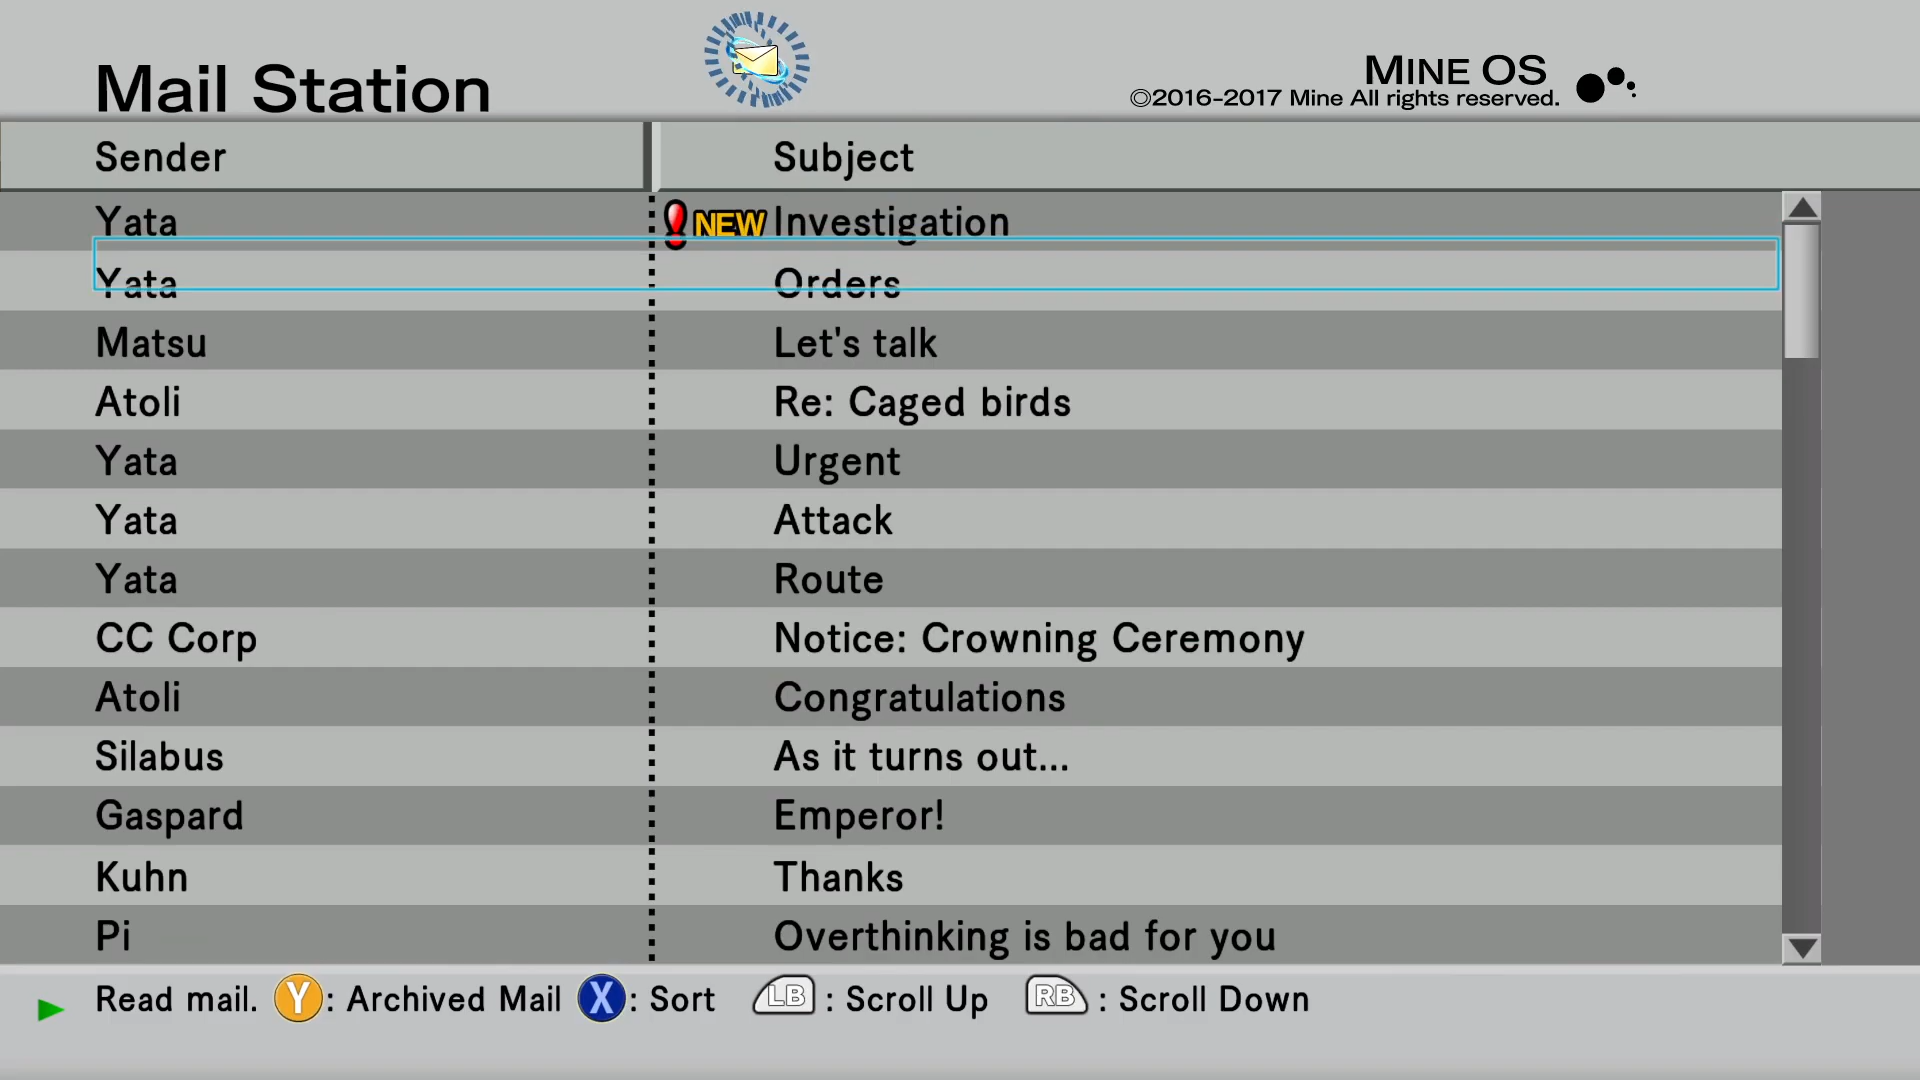 Mail Station
MINE OS
©2016-2017 Mine All rights reserved.
Sender Subject
Yata NEW Investigation
Yata Orders
Matsu Let's talk
Atoli Re: Caged birds
Yata Urgent
Yata Attack
Yata Route
CC Corp Notice: Crowning Ceremony
Atoli Congratulations
Silabus As it turns out...
Gaspard Emperor!
Kuhn Thanks
Pi Overthinking is bad for you
Read mail. Y: Archived Mail X: Sort LB: Scroll Up RB: Scroll Down